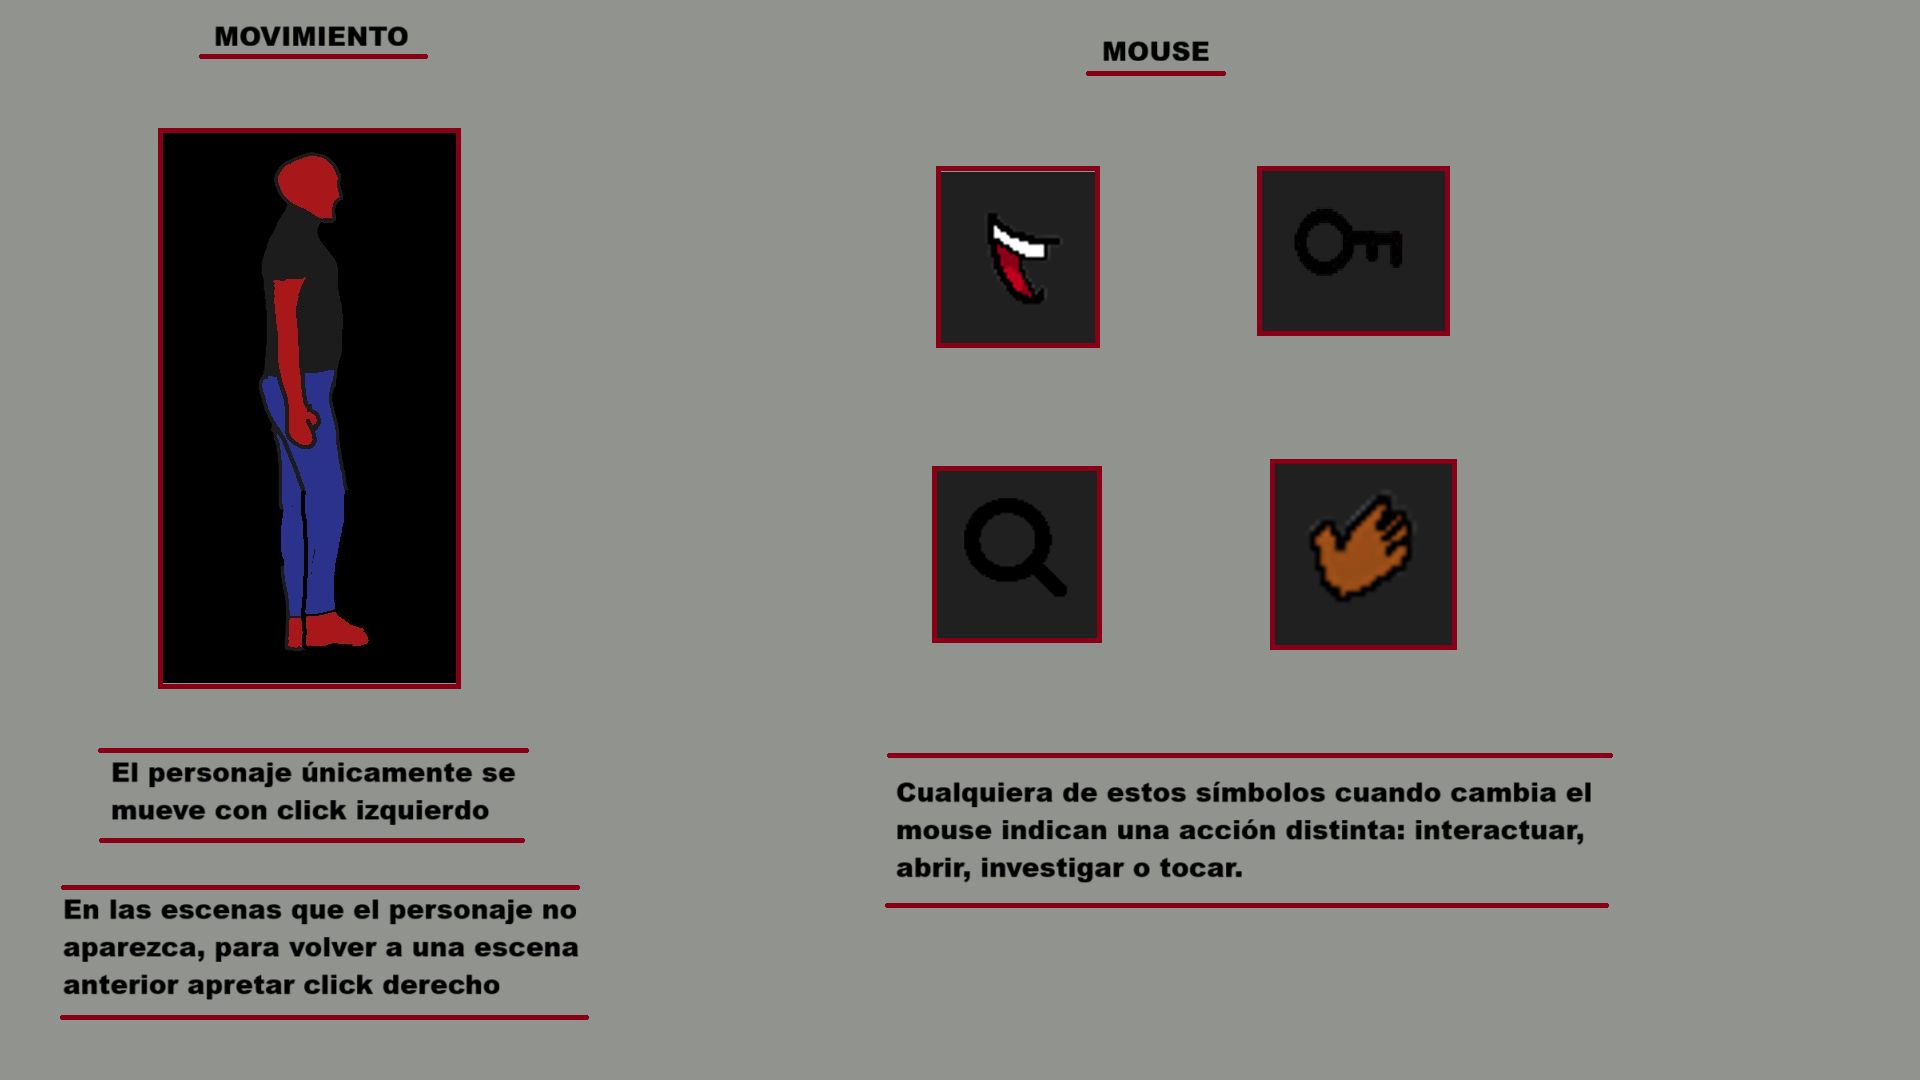 MOVIMIENTO
El personaje únicamente se
mueve con click izquierdo
En las escenas que el personaje no
aparezca, para volver a una escena
anterior apretar click derecho
MOUSE
Cualquiera de estos símbolos cuando cambia el
mouse indican una acción distinta: interactuar,
abrir, investigar o tocar.